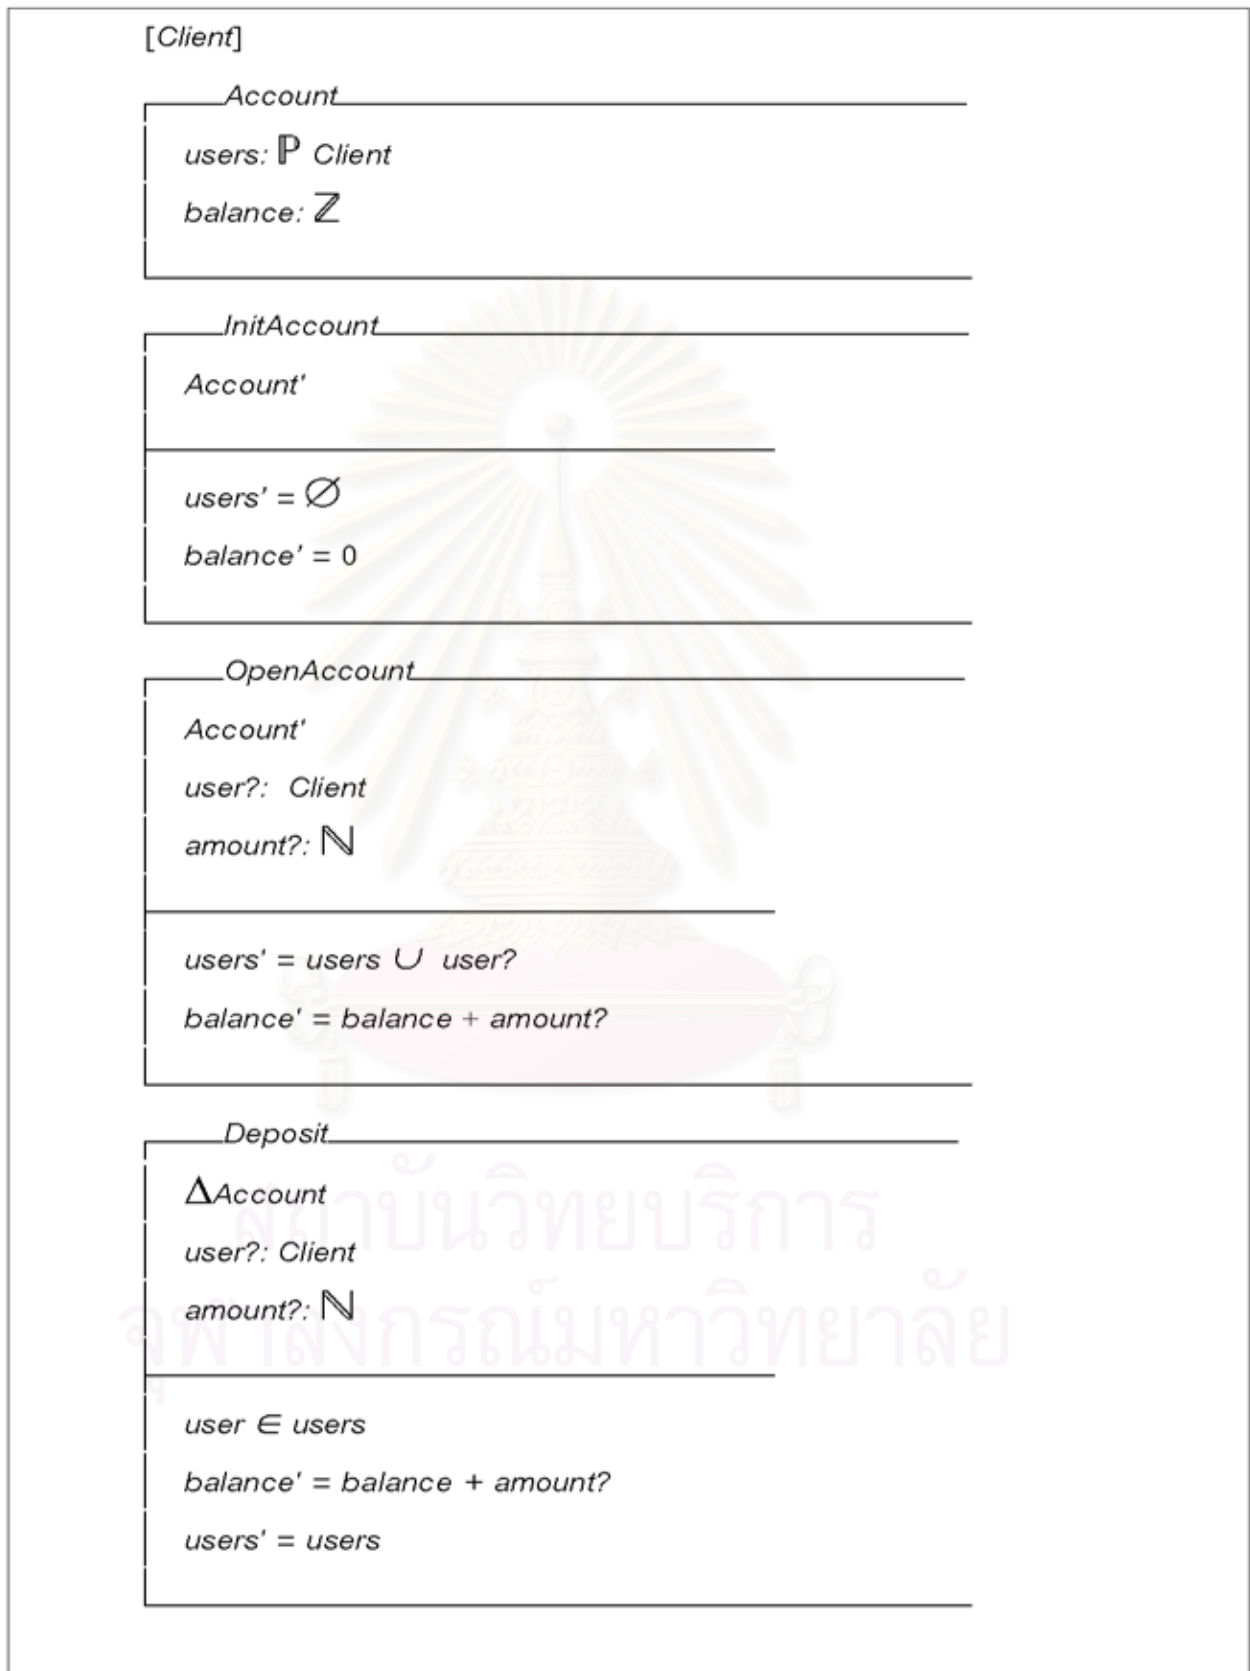 [Client]
Account
users: ℙ Client
balance: ℤ
InitAccount
Account'
users' = ∅
balance' = 0
OpenAccount
Account'
user?: Client
amount?: ℕ
users' = users ∪ user?
balance' = balance + amount?
Deposit
ΔAccount
user?: Client
amount?: ℕ
user ∈ users
balance' = balance + amount?
users' = users
สถาบันวิทยบริการ
จุฬาลงกรณ์มหาวิทยาลัย